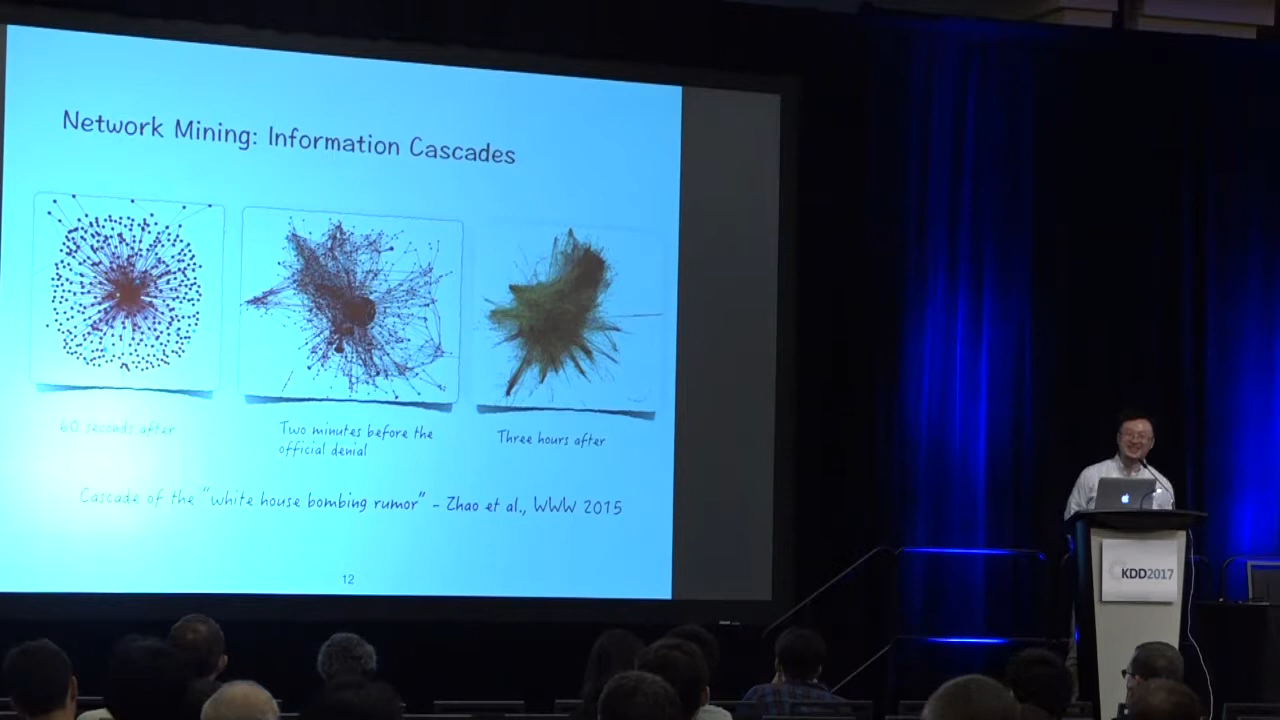 Network Mining: Information Cascades
60 seconds after
Two minutes before the
official denial
Three hours after
Cascade of the "white house bombing rumor" - Zhao et al., WWW 2015
12
KDD2017